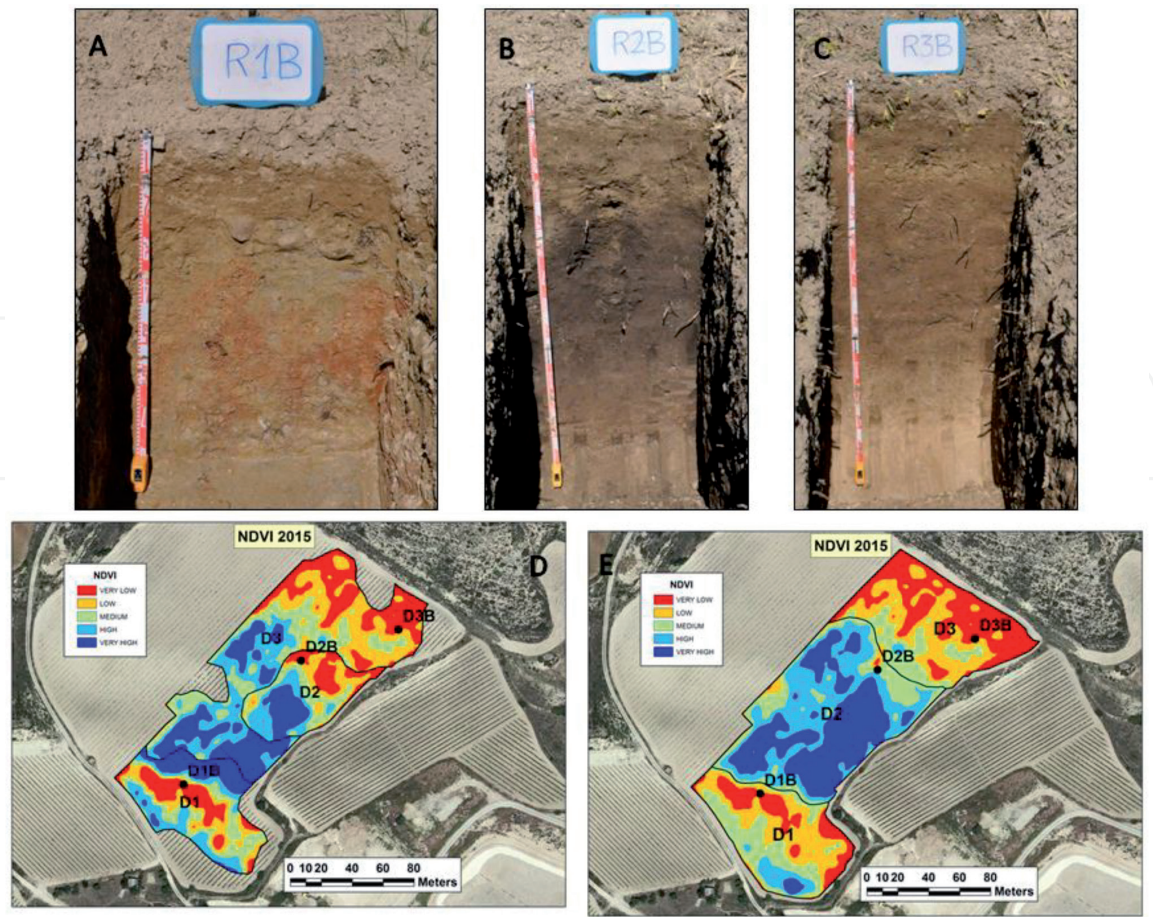 A
R1B
B
R2B
C
R3B
NDVI 2015
D
NDVI
VERY LOW
LOW
MEDIUM
HIGH
VERY HIGH
D3
D2B
D3B
D2
D1B
D1
0 10 20 40 60 80
Meters
NDVI 2015
E
NDVI
VERY LOW
LOW
MEDIUM
HIGH
VERY HIGH
D3
D3B
D2B
D2
D1B
D1
0 10 20 40 60 80
Meters